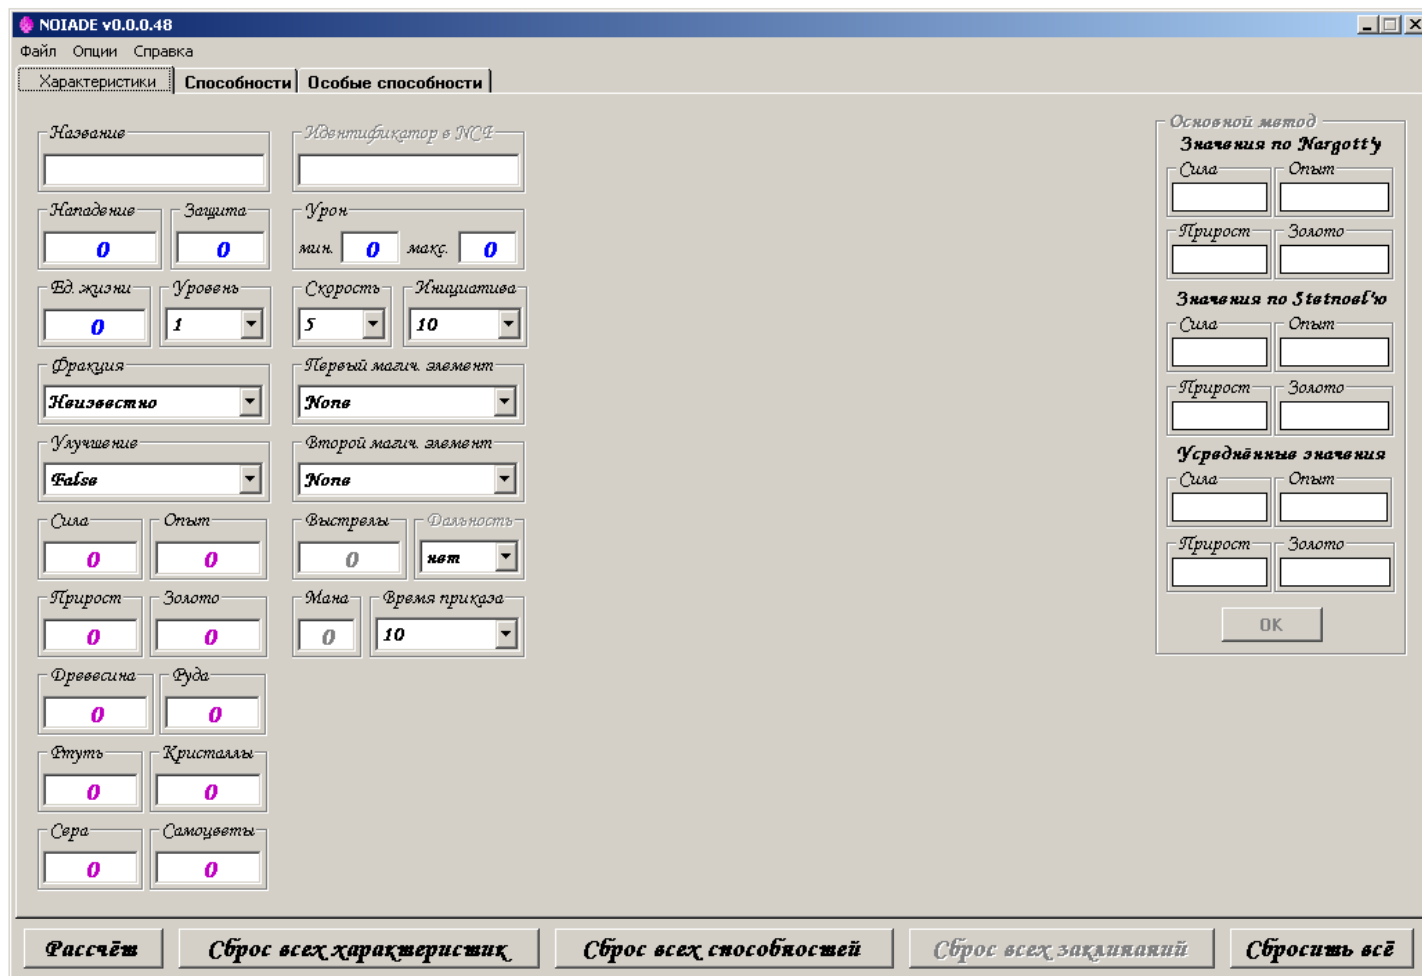 NOIADE v0.0.0.48
Файл Опции Справка
Характеристики Способности Особые способности
Название Идентификатор в NCF Основной метод
Значения по Nargott'у
Сила Опыт
Нападение Защита Урон
0 0 мин. 0 макс. 0
Прирост Золото
Ед. жизни Уровень Скорость Инициатива
0 1 5 10
Значения по Stetnoel'ю
Сила Опыт
Фракция Первый магич. элемент
Неизвестно None
Прирост Золото
Улучшение Второй магич. элемент
False None
Усреднённые значения
Сила Опыт
Сила Опыт Выстрелы Дальность
0 0 0 нет
Прирост Золото
Прирост Золото Мана Время приказа
0 0 0 10
OK
Древесина Руда
0 0
Ртуть Кристаллы
0 0
Сера Самоцветы
0 0
Рассчёт Сброс всех характеристик Сброс всех способностей Сброс всех заклинаний Сбросить всё